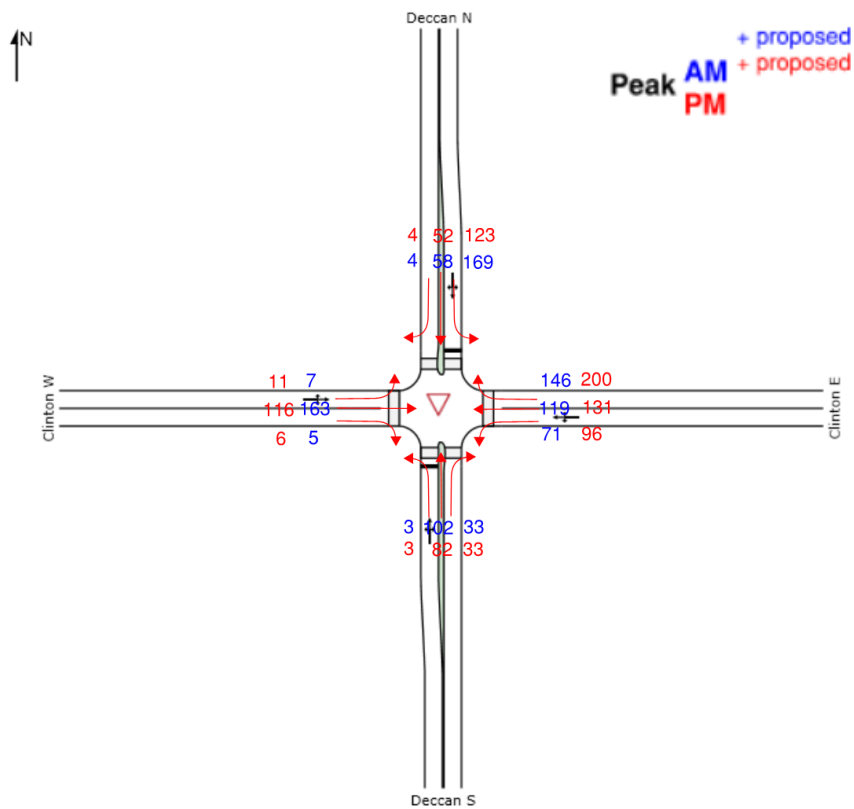 Deccan N
N
+ proposed
Peak AM + proposed
PM
4 52 123
4 58 169
11 7
146 200
116 163
119 131
6 5
71 96
Clinton W
Clinton E
3 102 33
3 82 33
Deccan S